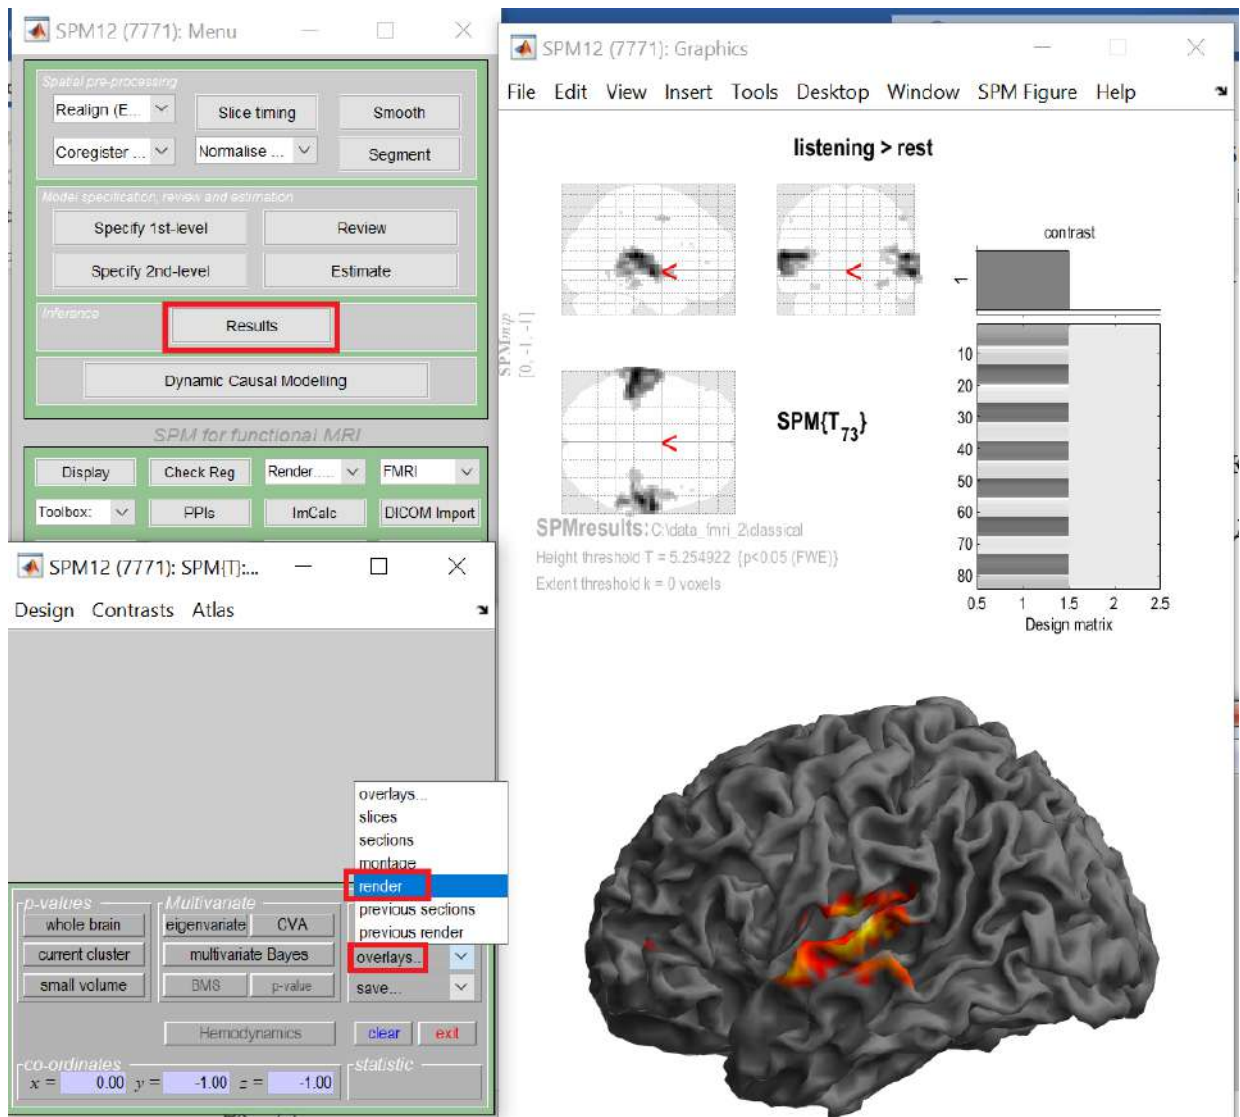 SPM12 (7771): Menu
Spatial pre-processing
Realign (E...
Slice timing
Smooth
Coregister ...
Normalise ...
Segment
Model specification, review and estimation
Specify 1st-level
Review
Specify 2nd-level
Estimate
Inference
Results
Dynamic Causal Modelling
SPM for functional MRI
Display
Check Reg
Render...
FMRI
Toolbox:
PPIs
ImCalc
DICOM Import
SPM12 (7771): SPM{T}:...
Design Contrasts Atlas
overlays...
slices
sections
montage
render
previous sections
previous render
p-values
Multivariate
whole brain
eigenvariate
CVA
current cluster
multivariate Bayes
overlays...
small volume
BMS
p-value
save...
Hemodynamics
clear
exit
co-ordinates
statistic
x = 0.00 y = -1.00 z = -1.00
SPM12 (7771): Graphics
File Edit View Insert Tools Desktop Window SPM Figure Help
listening > rest
SPMmip
[0, -1, -1]
<
<
<
SPM{T73}
contrast
1
10
20
30
40
50
60
70
80
0.5 1 1.5 2 2.5
Design matrix
SPMresults: C:\data_fmri_2\classical
Height threshold T = 5.254922 {p<0.05 (FWE)}
Extent threshold k = 0 voxels